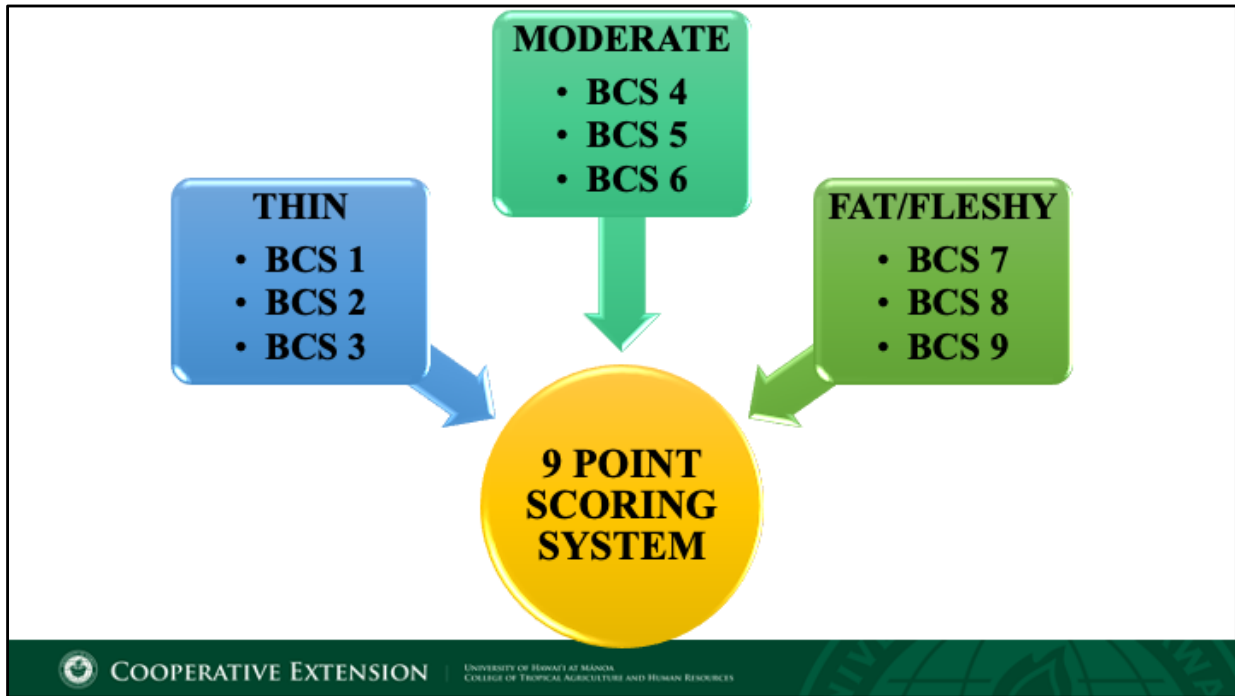 MODERATE
• BCS 4
• BCS 5
• BCS 6
THIN
• BCS 1
• BCS 2
• BCS 3
FAT/FLESHY
• BCS 7
• BCS 8
• BCS 9
9 POINT
SCORING
SYSTEM
COOPERATIVE EXTENSION
UNIVERSITY OF HAWAI'I AT MĀNOA
COLLEGE OF TROPICAL AGRICULTURE AND HUMAN RESOURCES